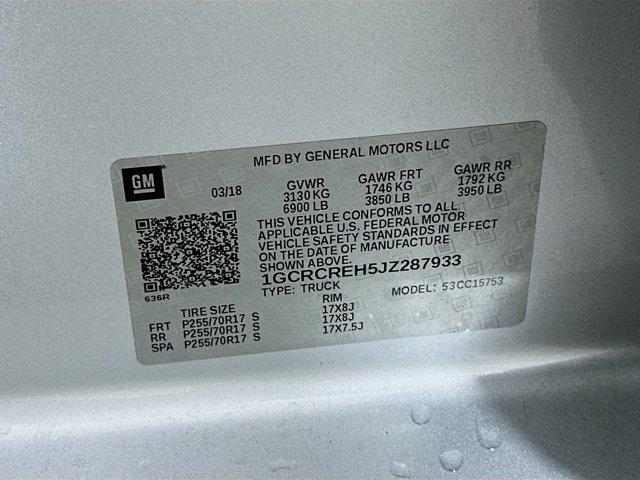 MFD BY GENERAL MOTORS LLC
GM
03/18
GVWR GAWR FRT GAWR RR
3130 KG 1746 KG 1792 KG
6900 LB 3850 LB 3950 LB
THIS VEHICLE CONFORMS TO ALL
APPLICABLE U.S. FEDERAL MOTOR
VEHICLE SAFETY STANDARDS IN EFFECT
ON THE DATE OF MANUFACTURE
SHOWN ABOVE.
1GCRCREH5JZ287933
TYPE: TRUCK MODEL: 53CC15753
636R
TIRE SIZE RIM
FRT P255/70R17 S 17X8J
RR P255/70R17 S 17X8J
SPA P255/70R17 S 17X7.5J